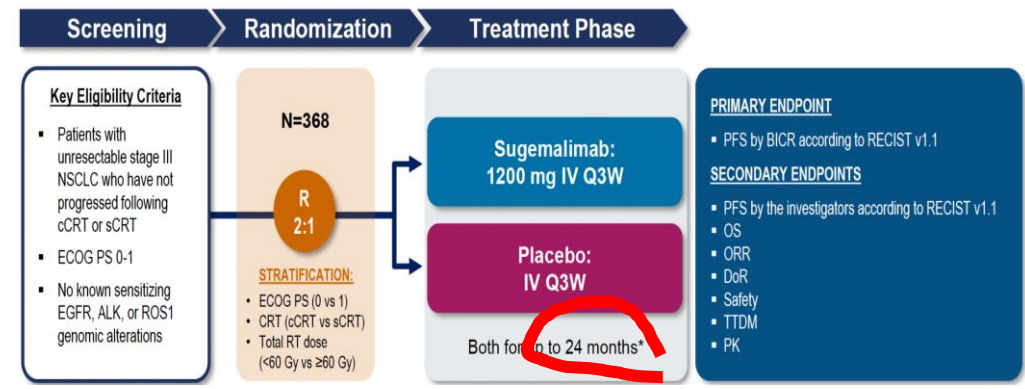 Screening
Randomization
Treatment Phase
Key Eligibility Criteria
▪ Patients with
unresectable stage III
NSCLC who have not
progressed following
cCRT or sCRT
▪ ECOG PS 0-1
▪ No known sensitizing
EGFR, ALK, or ROS1
genomic alterations
N=368
R
2:1
STRATIFICATION:
• ECOG PS (0 vs 1)
• CRT (cCRT vs sCRT)
• Total RT dose
(<60 Gy vs ≥60 Gy)
Sugemalimab:
1200 mg IV Q3W
Placebo:
IV Q3W
Both for up to 24 months*
PRIMARY ENDPOINT
▪ PFS by BICR according to RECIST v1.1
SECONDARY ENDPOINTS
▪ PFS by the investigators according to RECIST v1.1
▪ OS
▪ ORR
▪ DoR
▪ Safety
▪ TTDM
▪ PK